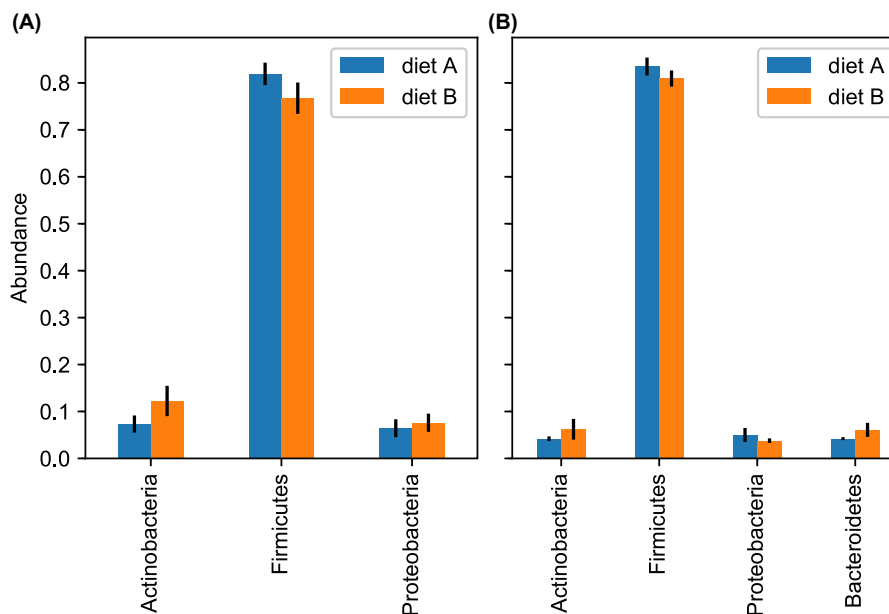 (A)
(B)
diet A
diet B
diet A
diet B
Abundance
0.8
0.7
0.6
0.5
0.4
0.3
0.2
0.1
0.0
Actinobacteria
Firmicutes
Proteobacteria
Actinobacteria
Firmicutes
Proteobacteria
Bacteroidetes